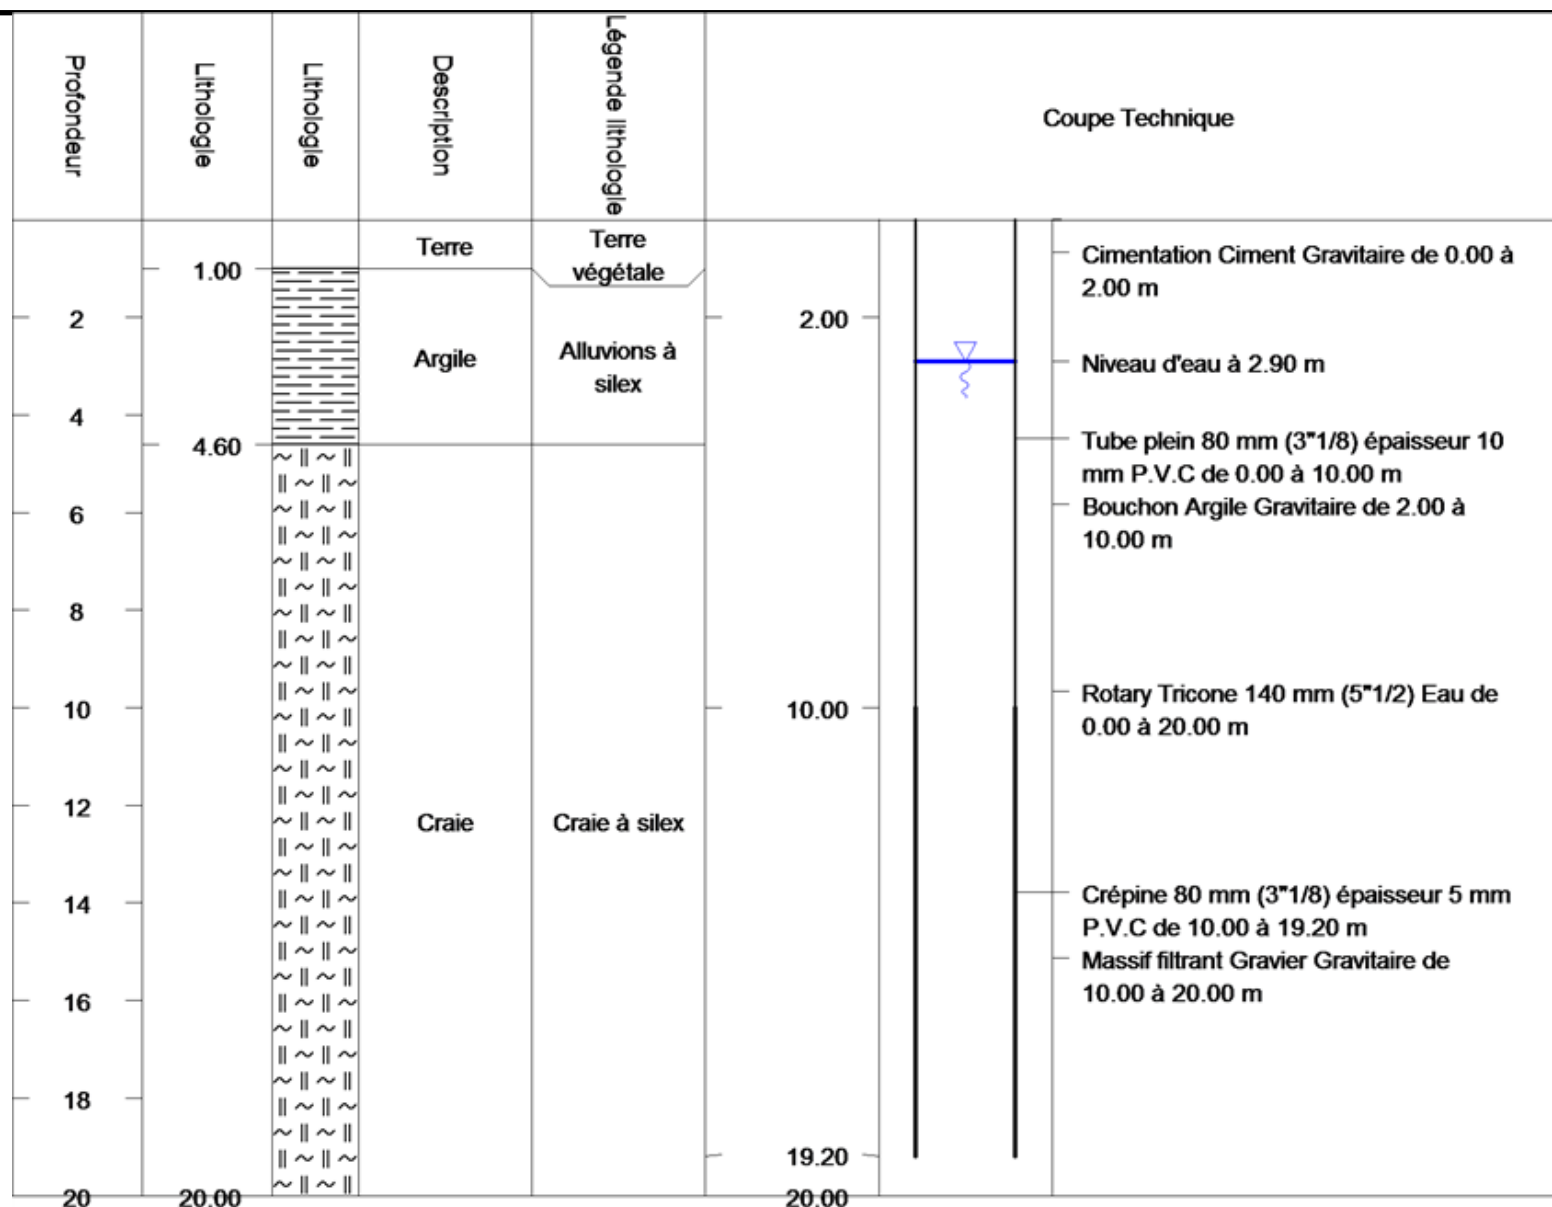 Profondeur
Lithologie
Lithologie
Description
Légende lithologie
Coupe Technique
Terre
Terre
végétale
Cimentation Ciment Gravitaire de 0.00 à
2.00 m
1.00
2
2.00
Argile
Alluvions à
silex
Niveau d'eau à 2.90 m
4
4.60
Tube plein 80 mm (3"1/8) épaisseur 10
mm P.V.C de 0.00 à 10.00 m
Bouchon Argile Gravitaire de 2.00 à
10.00 m
6
8
10
10.00
Rotary Tricone 140 mm (5"1/2) Eau de
0.00 à 20.00 m
12
Craie
Craie à silex
14
Crépine 80 mm (3"1/8) épaisseur 5 mm
P.V.C de 10.00 à 19.20 m
Massif filtrant Gravier Gravitaire de
10.00 à 20.00 m
16
18
19.20
20
20.00
20.00